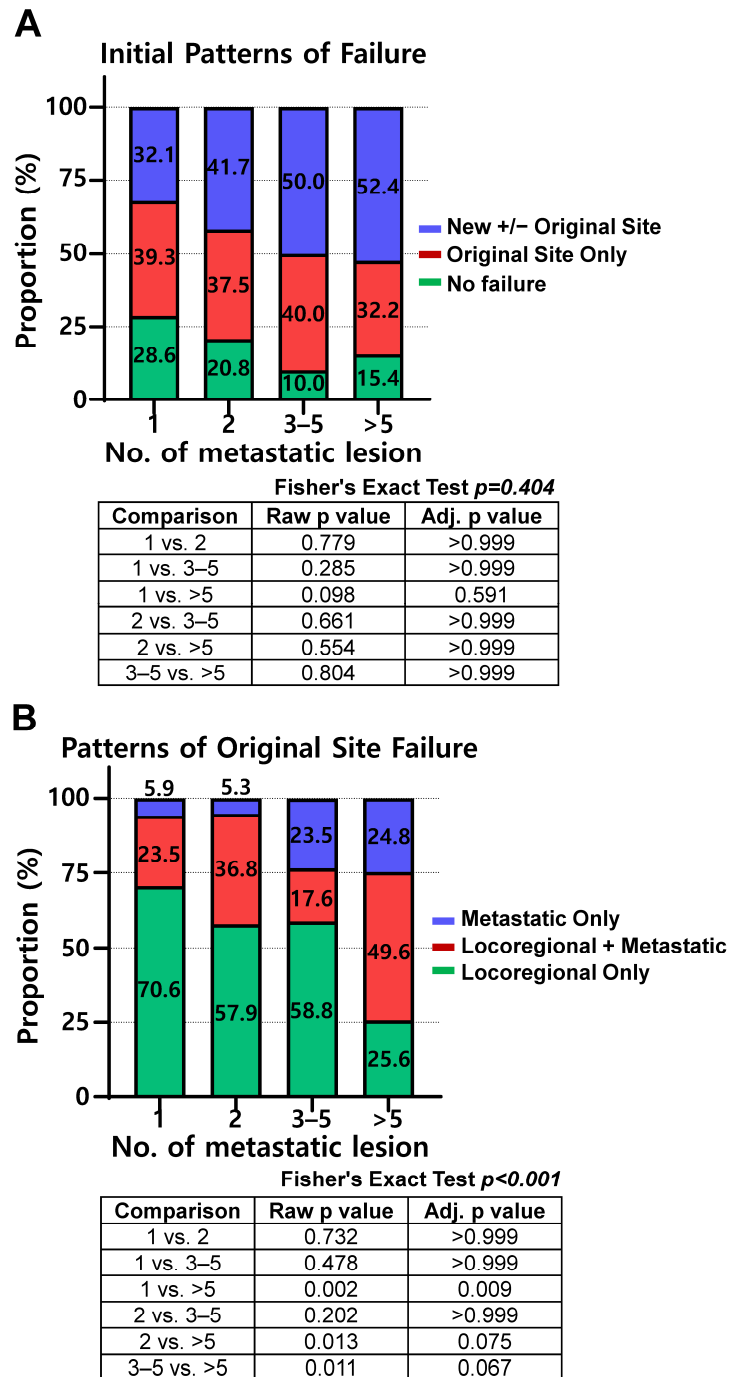 A
Initial Patterns of Failure
Proportion (%)
100
75
50
25
0
32.1
41.7
50.0
52.4
39.3
37.5
40.0
32.2
28.6
20.8
10.0
15.4
New +/− Original Site
Original Site Only
No failure
1 2 3–5 >5
No. of metastatic lesion
Fisher's Exact Test p=0.404
Comparison Raw p value Adj. p value
1 vs. 2 0.779 >0.999
1 vs. 3–5 0.285 >0.999
1 vs. >5 0.098 0.591
2 vs. 3–5 0.661 >0.999
2 vs. >5 0.554 >0.999
3–5 vs. >5 0.804 >0.999
B
Patterns of Original Site Failure
Proportion (%)
100
75
50
25
0
5.9
5.3
23.5
24.8
23.5
36.8
17.6
49.6
70.6
57.9
58.8
25.6
Metastatic Only
Locoregional + Metastatic
Locoregional Only
1 2 3–5 >5
No. of metastatic lesion
Fisher's Exact Test p<0.001
Comparison Raw p value Adj. p value
1 vs. 2 0.732 >0.999
1 vs. 3–5 0.478 >0.999
1 vs. >5 0.002 0.009
2 vs. 3–5 0.202 >0.999
2 vs. >5 0.013 0.075
3–5 vs. >5 0.011 0.067